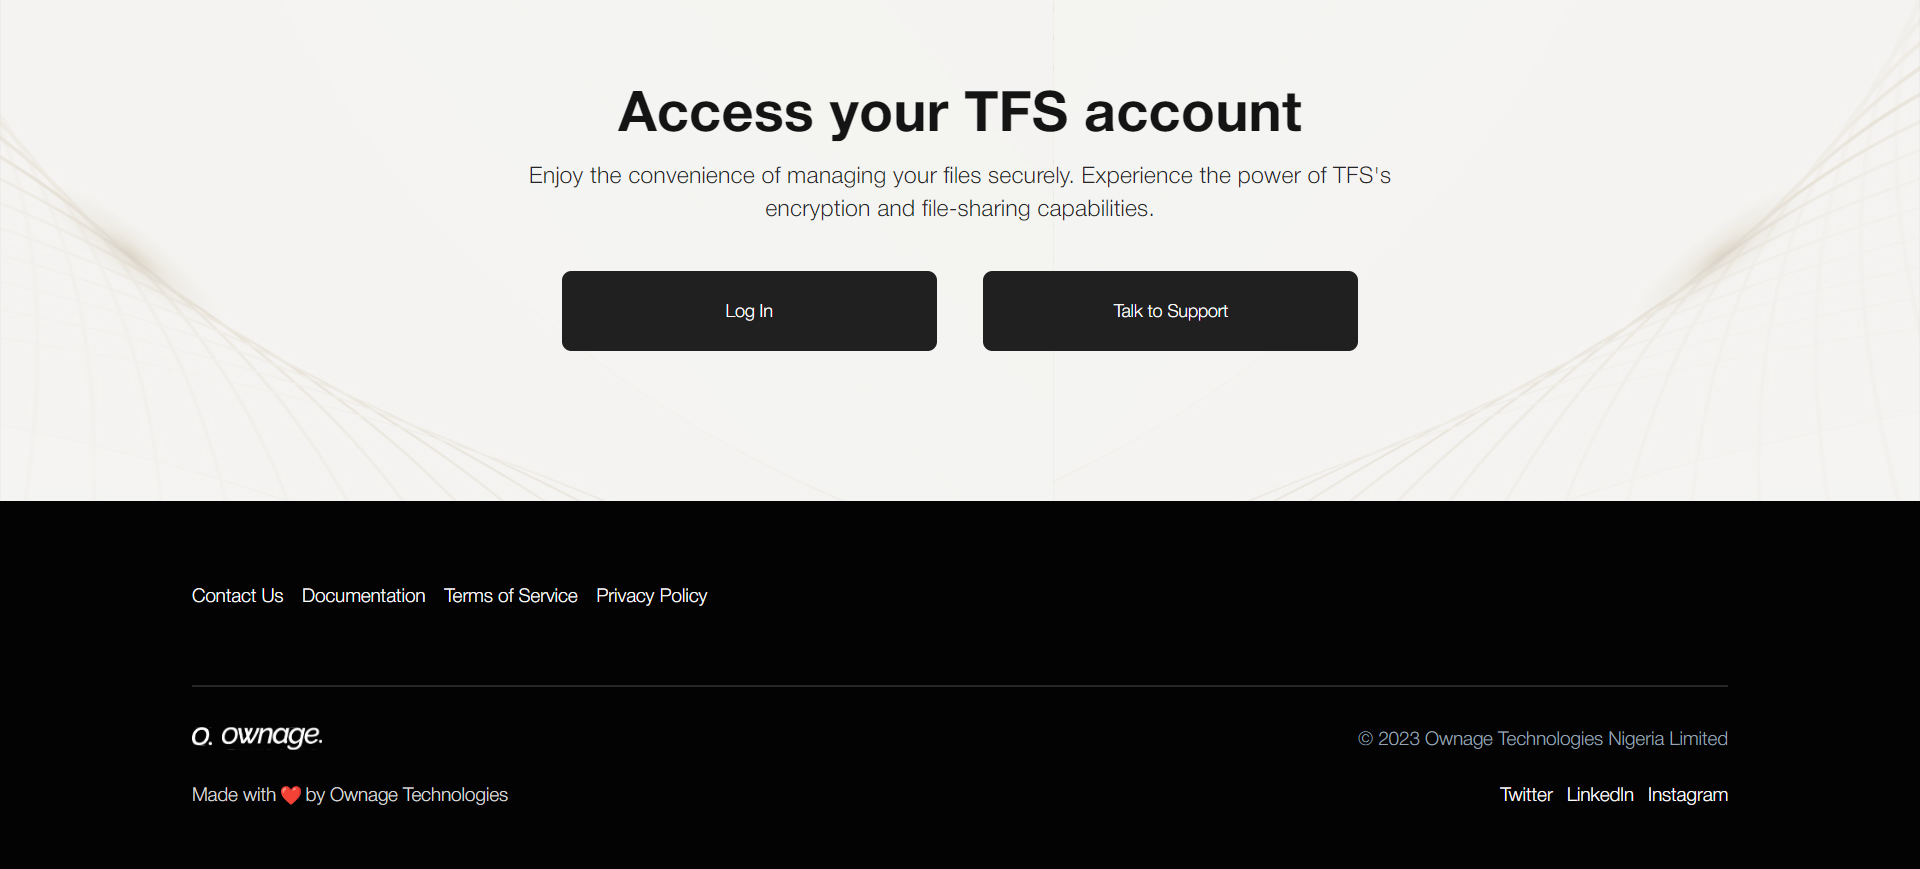 Access your TFS account
Enjoy the convenience of managing your files securely. Experience the power of TFS's
encryption and file-sharing capabilities.
Log In
Talk to Support
Contact Us Documentation Terms of Service Privacy Policy
O. ownage.
© 2023 Ownage Technologies Nigeria Limited
Made with ❤️ by Ownage Technologies
Twitter LinkedIn Instagram